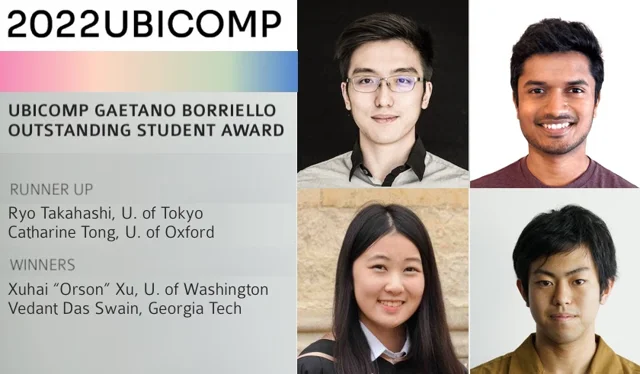 2022UBICOMP
UBICOMP GAETANO BORRIELLO
OUTSTANDING STUDENT AWARD
RUNNER UP
Ryo Takahashi, U. of Tokyo
Catharine Tong, U. of Oxford
WINNERS
Xuhai “Orson” Xu, U. of Washington
Vedant Das Swain, Georgia Tech